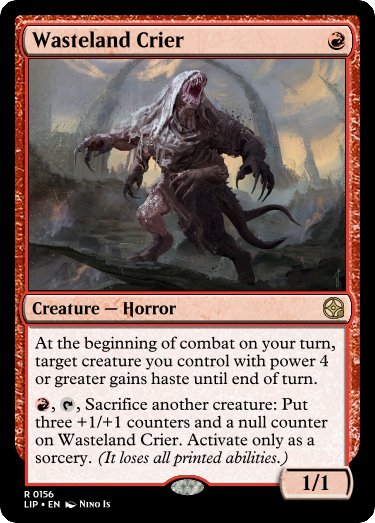 Wasteland Crier
Creature — Horror
At the beginning of combat on your turn,
target creature you control with power 4
or greater gains haste until end of turn.
, , Sacrifice another creature: Put
three +1/+1 counters and a null counter
on Wasteland Crier. Activate only as a
sorcery. (It loses all printed abilities.)
1/1
R 0156
LIP • EN Nino Is